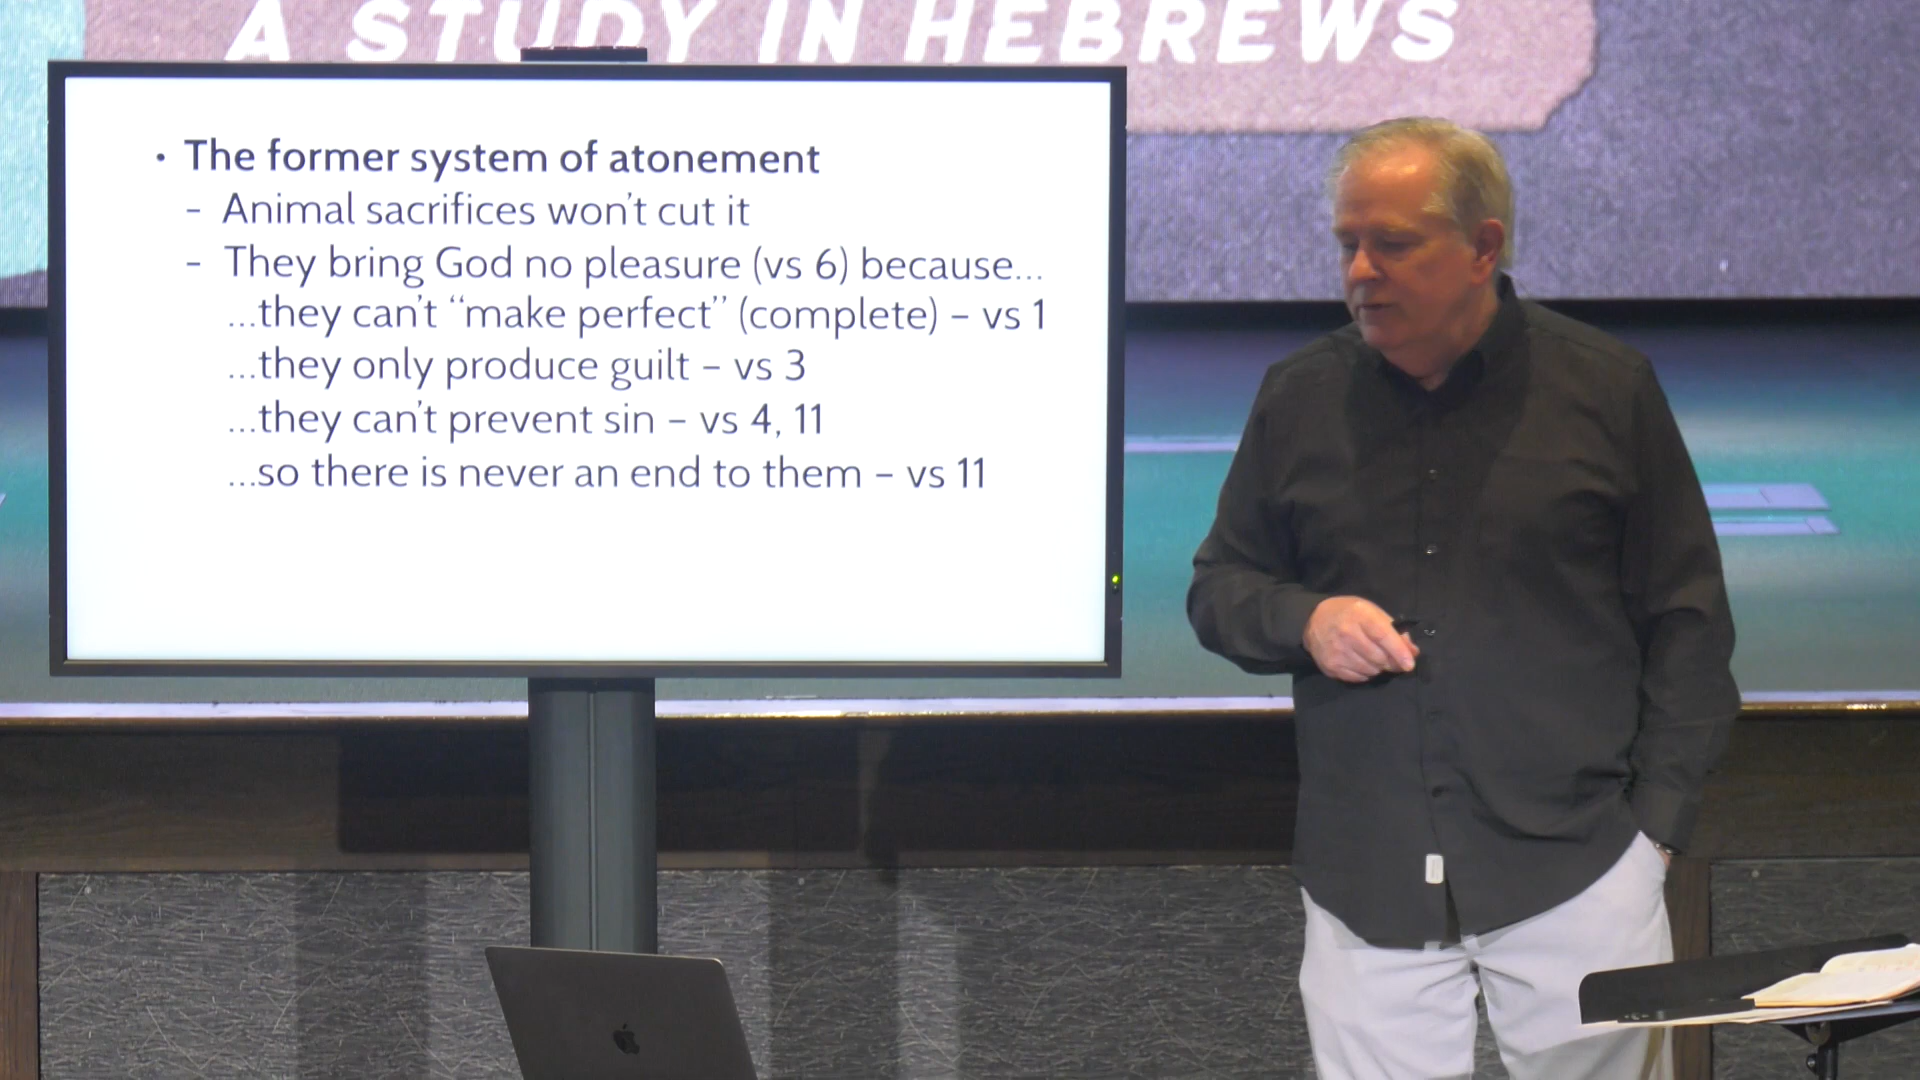 A STUDY IN HEBREWS
• The former system of atonement
– Animal sacrifices won't cut it
– They bring God no pleasure (vs 6) because...
...they can't “make perfect” (complete) – vs 1
...they only produce guilt – vs 3
...they can't prevent sin – vs 4, 11
...so there is never an end to them – vs 11